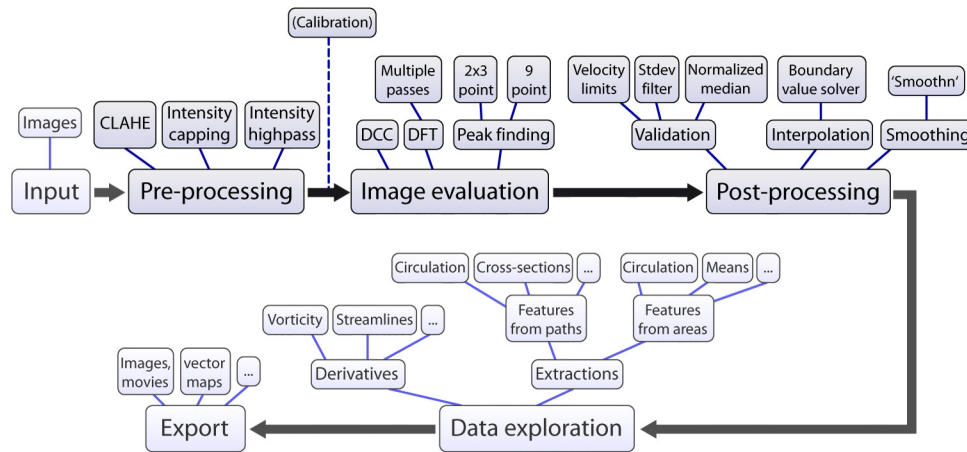 (Calibration)
Multiple
passes
2x3
point
9
point
Velocity
limits
Stdev
filter
Normalized
median
Boundary
value solver
‘Smoothn’
Images
CLAHE
Intensity
capping
Intensity
highpass
DCC
DFT
Peak finding
Validation
Interpolation
Smoothing
Input
Pre-processing
Image evaluation
Post-processing
Circulation
Cross-sections
...
Circulation
Means
...
Vorticity
Streamlines
...
Features
from paths
Features
from areas
Images,
movies
vector
maps
...
Derivatives
Extractions
Export
Data exploration